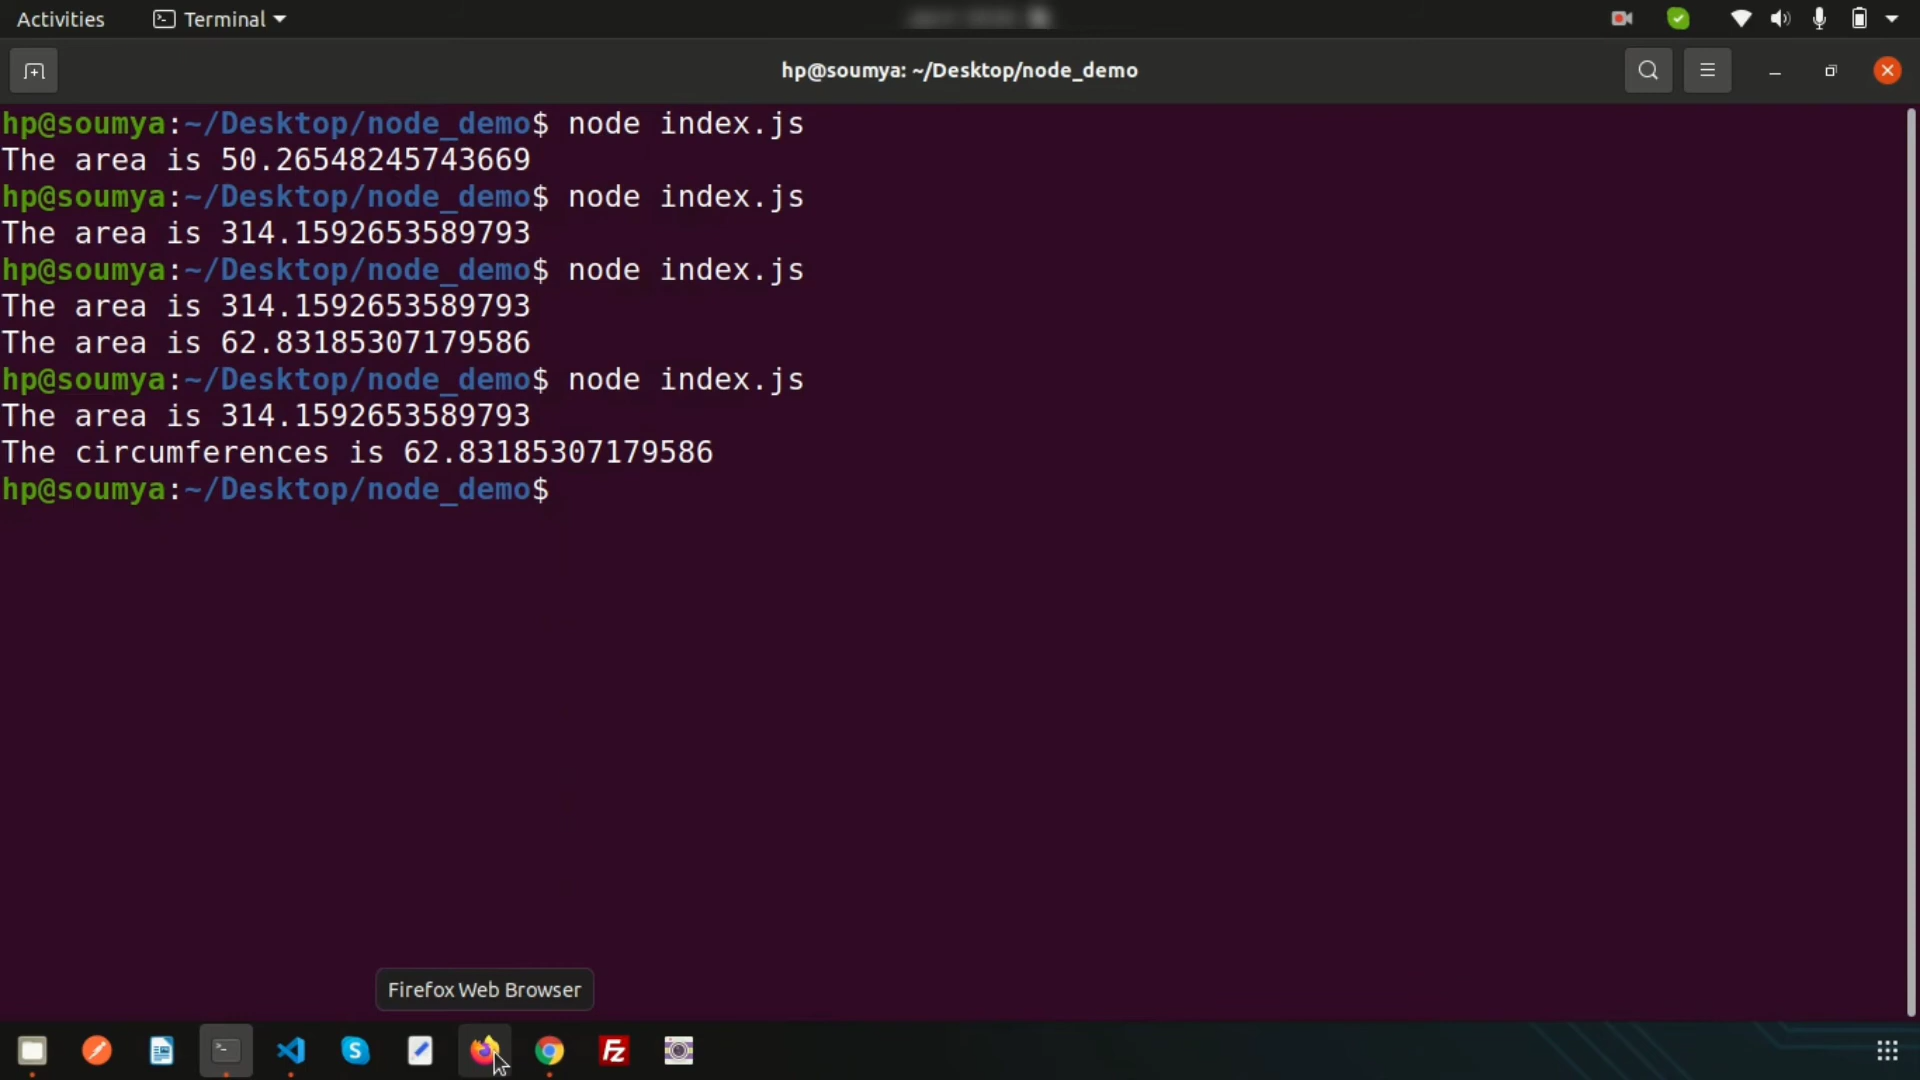 Activities
Terminal
hp@soumya: ~/Desktop/node_demo
hp@soumya:~/Desktop/node_demo$ node index.js
The area is 50.26548245743669
hp@soumya:~/Desktop/node_demo$ node index.js
The area is 314.1592653589793
hp@soumya:~/Desktop/node_demo$ node index.js
The area is 314.1592653589793
The area is 62.83185307179586
hp@soumya:~/Desktop/node_demo$ node index.js
The area is 314.1592653589793
The circumferences is 62.83185307179586
hp@soumya:~/Desktop/node_demo$
Firefox Web Browser